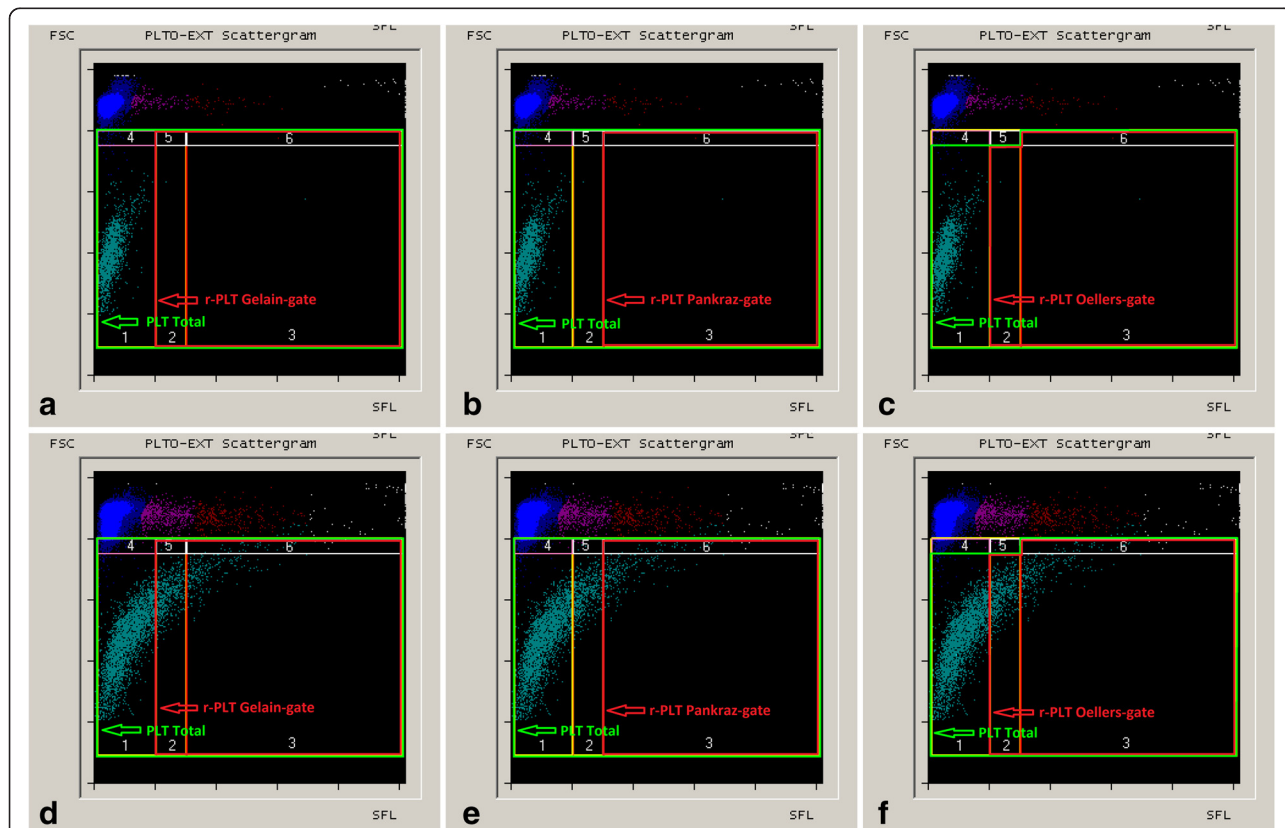 SFL
FSC PLTO-EXT Scattergram
4 5 6
r-PLT Gelain-gate
PLT Total
1 2 3
a
SFL
SFL
FSC PLTO-EXT Scattergram
4 5 6
r-PLT Pankraz-gate
PLT Total
1 2 3
b
SFL
SFL
FSC PLTO-EXT Scattergram
4 5 6
r-PLT Oellers-gate
PLT Total
1 2 3
c
SFL
SFL
FSC PLTO-EXT Scattergram
4 5 6
r-PLT Gelain-gate
PLT Total
1 2 3
d
SFL
SFL
FSC PLTO-EXT Scattergram
4 5 6
r-PLT Pankraz-gate
PLT Total
1 2 3
e
SFL
SFL
FSC PLTO-EXT Scattergram
4 5 6
r-PLT Oellers-gate
PLT Total
1 2 3
f
SFL